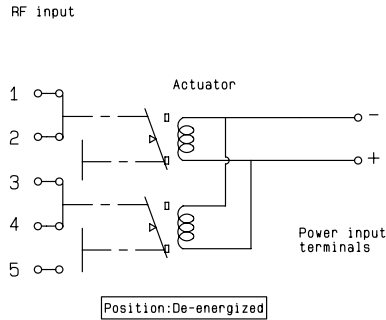 RF input
Actuator
1
−
2
+
3
4
Power input
terminals
5
Position:De-energized